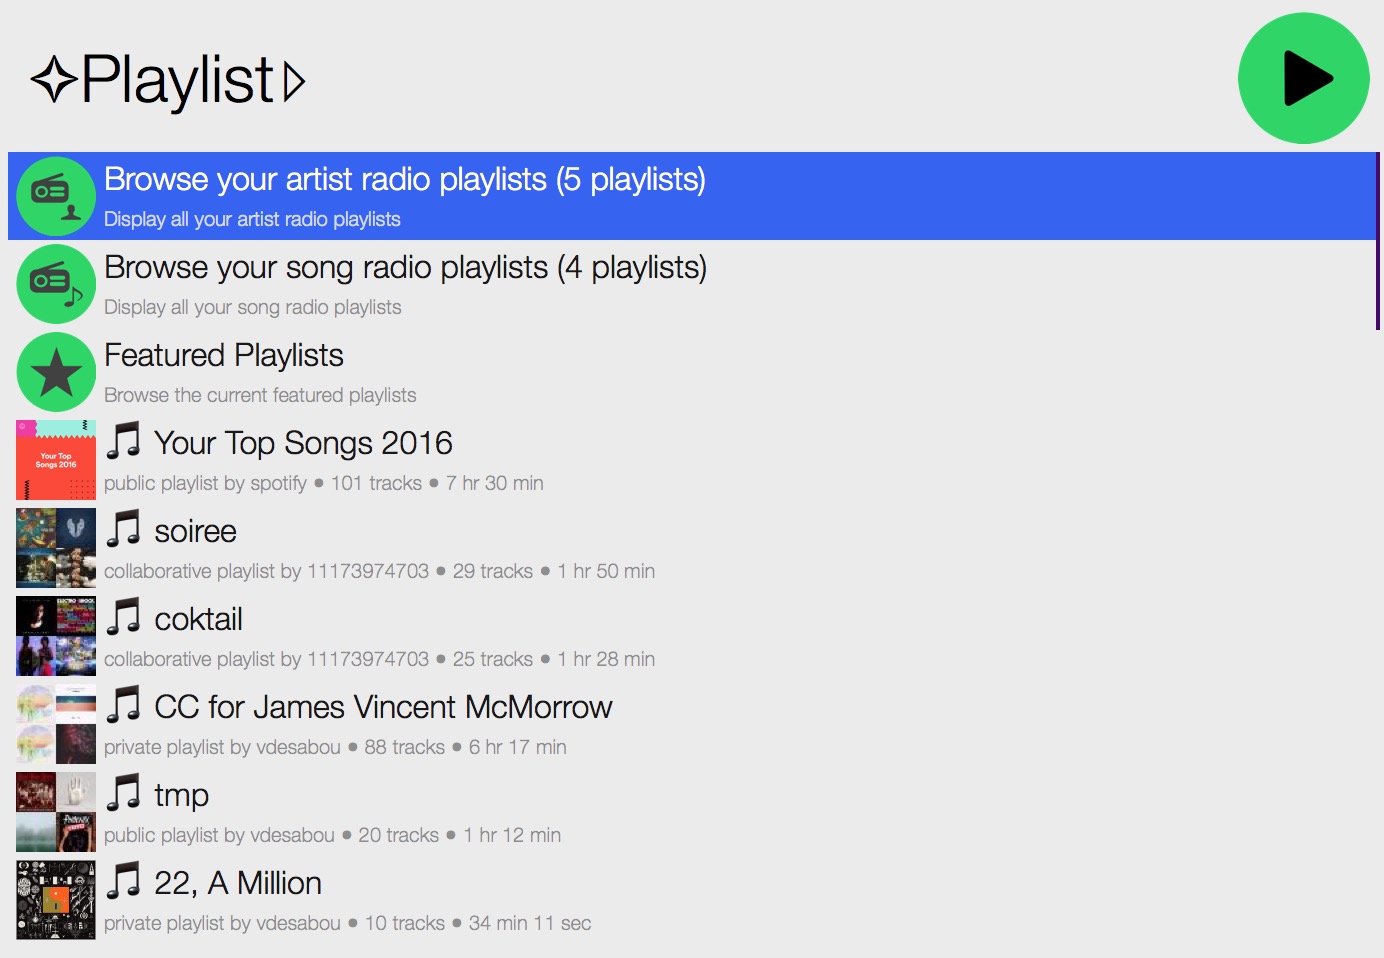 ✧Playlist▷
Browse your artist radio playlists (5 playlists)
Display all your artist radio playlists
Browse your song radio playlists (4 playlists)
Display all your song radio playlists
Featured Playlists
Browse the current featured playlists
Your Top
Songs 2016
🎵 Your Top Songs 2016
public playlist by spotify ● 101 tracks ● 7 hr 30 min
🎵 soiree
collaborative playlist by 11173974703 ● 29 tracks ● 1 hr 50 min
🎵 coktail
collaborative playlist by 11173974703 ● 25 tracks ● 1 hr 28 min
🎵 CC for James Vincent McMorrow
private playlist by vdesabou ● 88 tracks ● 6 hr 17 min
🎵 tmp
public playlist by vdesabou ● 20 tracks ● 1 hr 12 min
🎵 22, A Million
private playlist by vdesabou ● 10 tracks ● 34 min 11 sec